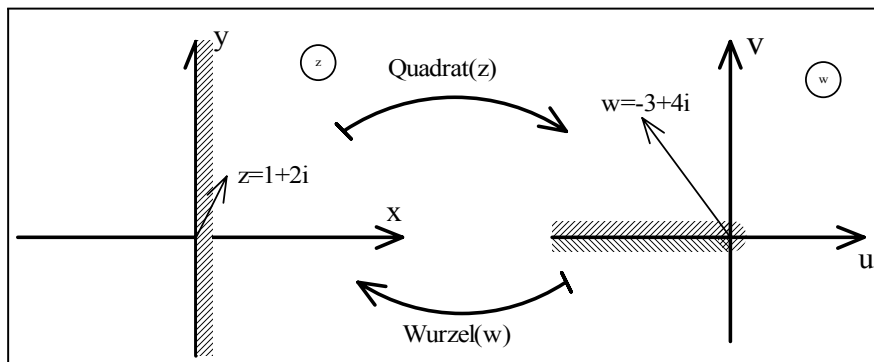 y
z
Quadrat(z)
v
w
w=-3+4i
z=1+2i
x
u
Wurzel(w)